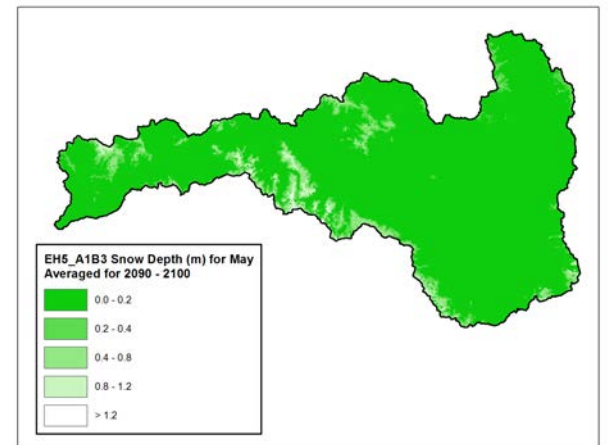 EH5_A1B3 Snow Depth (m) for May
Averaged for 2090 - 2100
0.0 - 0.2
0.2 - 0.4
0.4 - 0.8
0.8 - 1.2
> 1.2